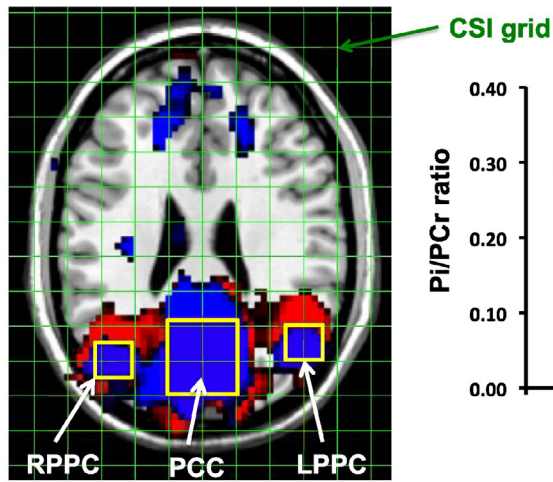 CSI grid
0.40
0.30
0.20
0.10
0.00
Pi/PCr ratio
RPPC
PCC
LPPC